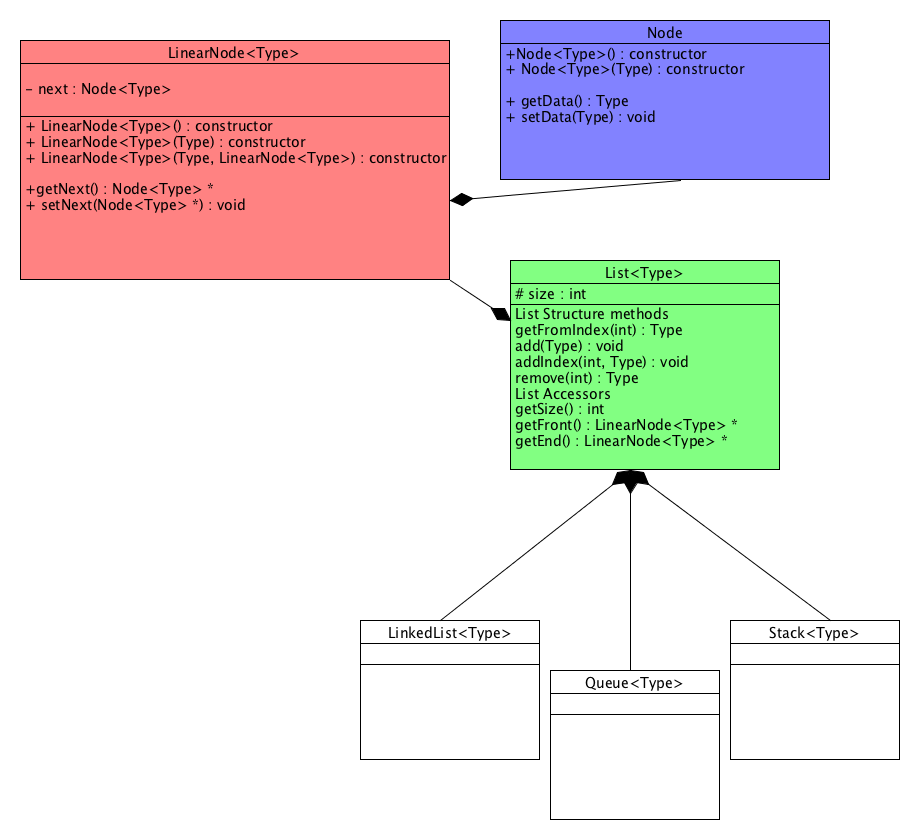 LinearNode<Type>
– next : Node<Type>
+ LinearNode<Type>() : constructor
+ LinearNode<Type>(Type) : constructor
+ LinearNode<Type>(Type, LinearNode<Type>) : constructor
+getNext() : Node<Type> *
+ setNext(Node<Type> *) : void
Node
+Node<Type>() : constructor
+ Node<Type>(Type) : constructor
+ getData() : Type
+ setData(Type) : void
List<Type>
# size : int
List Structure methods
getFromIndex(int) : Type
add(Type) : void
addIndex(int, Type) : void
remove(int) : Type
List Accessors
getSize() : int
getFront() : LinearNode<Type> *
getEnd() : LinearNode<Type> *
LinkedList<Type>
Queue<Type>
Stack<Type>